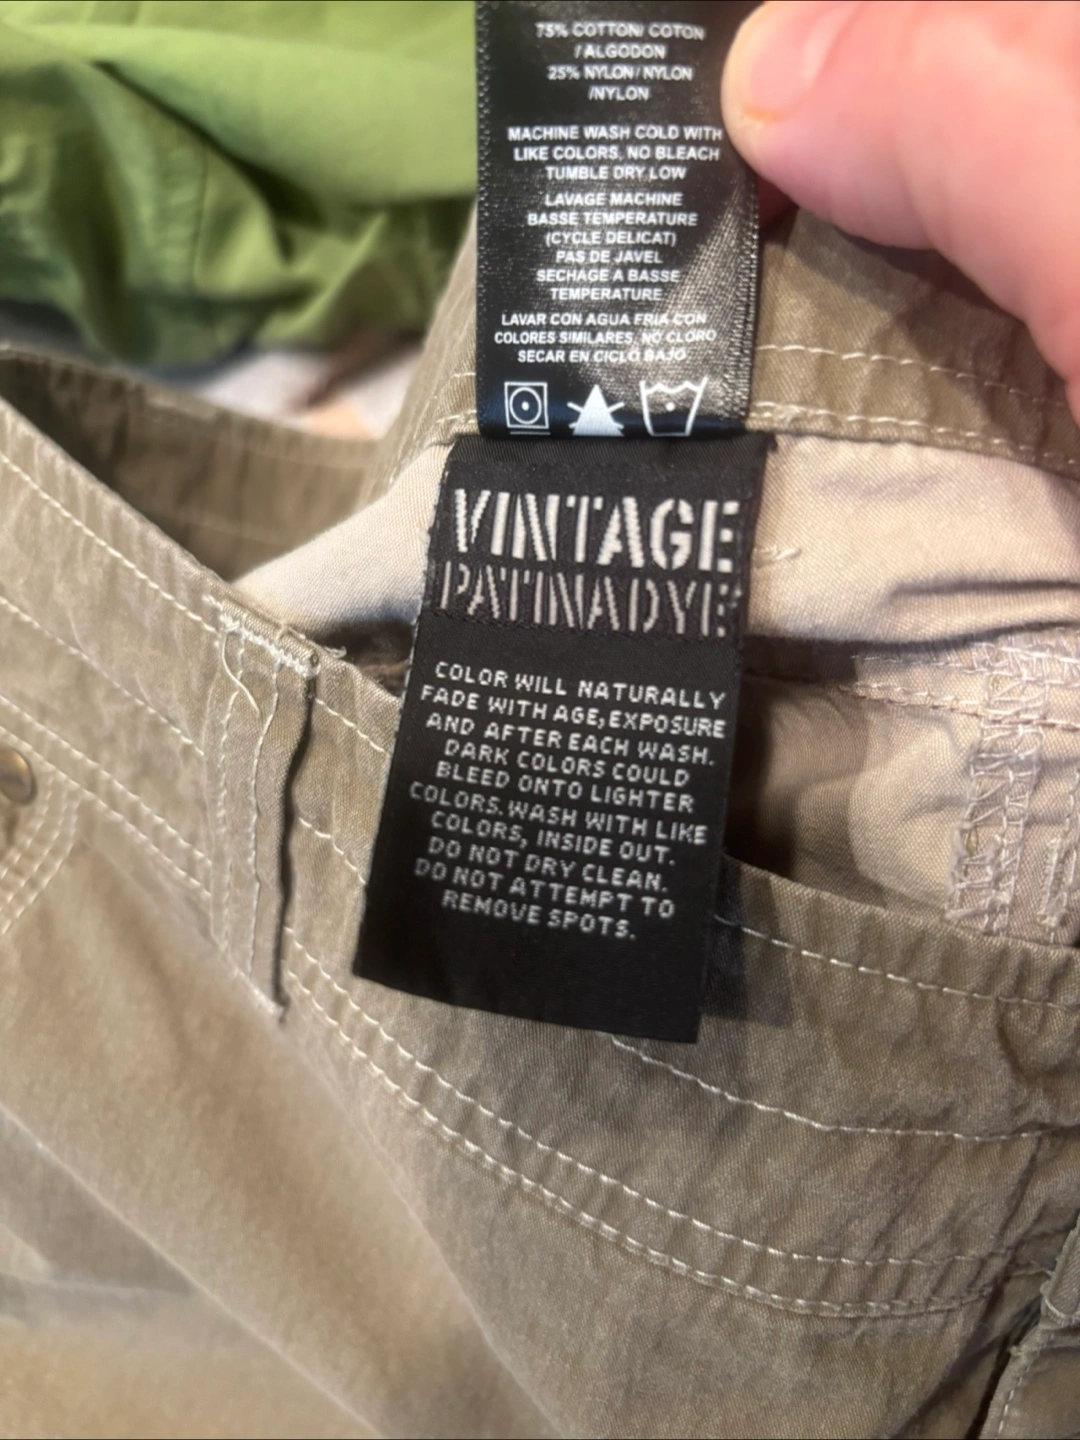 75% COTTON/ COTON
/ ALGODON
25% NYLON / NYLON
/NYLON
MACHINE WASH COLD WITH
LIKE COLORS, NO BLEACH
TUMBLE DRY LOW
LAVAGE MACHINE
BASSE TEMPERATURE
(CYCLE DELICAT)
PAS DE JAVEL
SECHAGE A BASSE
TEMPERATURE
LAVAR CON AGUA FRIA CON
COLORES SIMILARES, NO CLORO
SECAR EN CICLO BAJO
VINTAGE
PATINADYE
COLOR WILL NATURALLY
FADE WITH AGE, EXPOSURE
AND AFTER EACH WASH.
DARK COLORS COULD
BLEED ONTO LIGHTER
COLORS. WASH WITH LIKE
COLORS, INSIDE OUT.
DO NOT DRY CLEAN.
DO NOT ATTEMPT TO
REMOVE SPOTS.